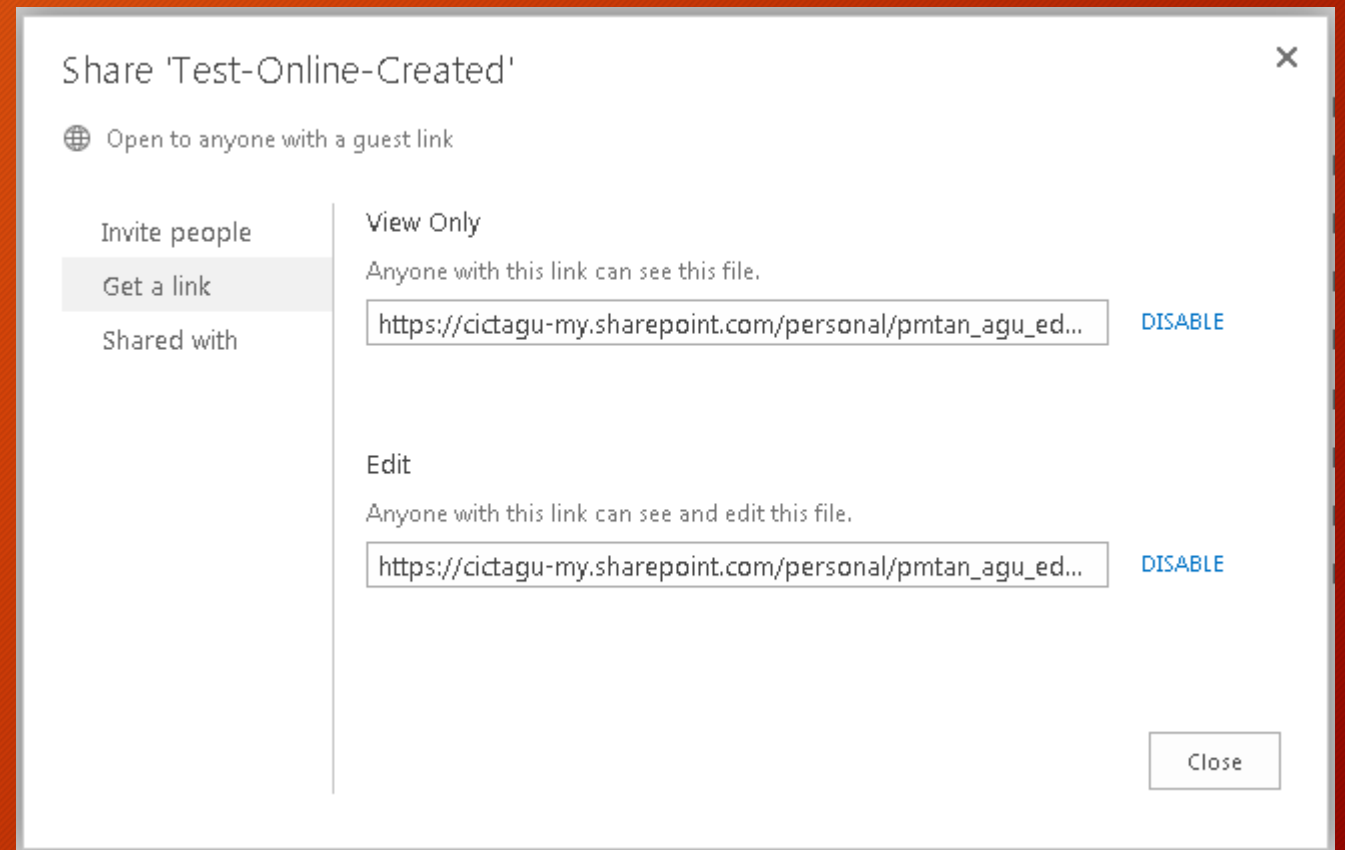 Share 'Test-Online-Created'
Open to anyone with a guest link
Invite people
Get a link
Shared with
View Only
Anyone with this link can see this file.
https://cictagu-my.sharepoint.com/personal/pmtan_agu_ed...
DISABLE
Edit
Anyone with this link can see and edit this file.
https://cictagu-my.sharepoint.com/personal/pmtan_agu_ed...
DISABLE
Close